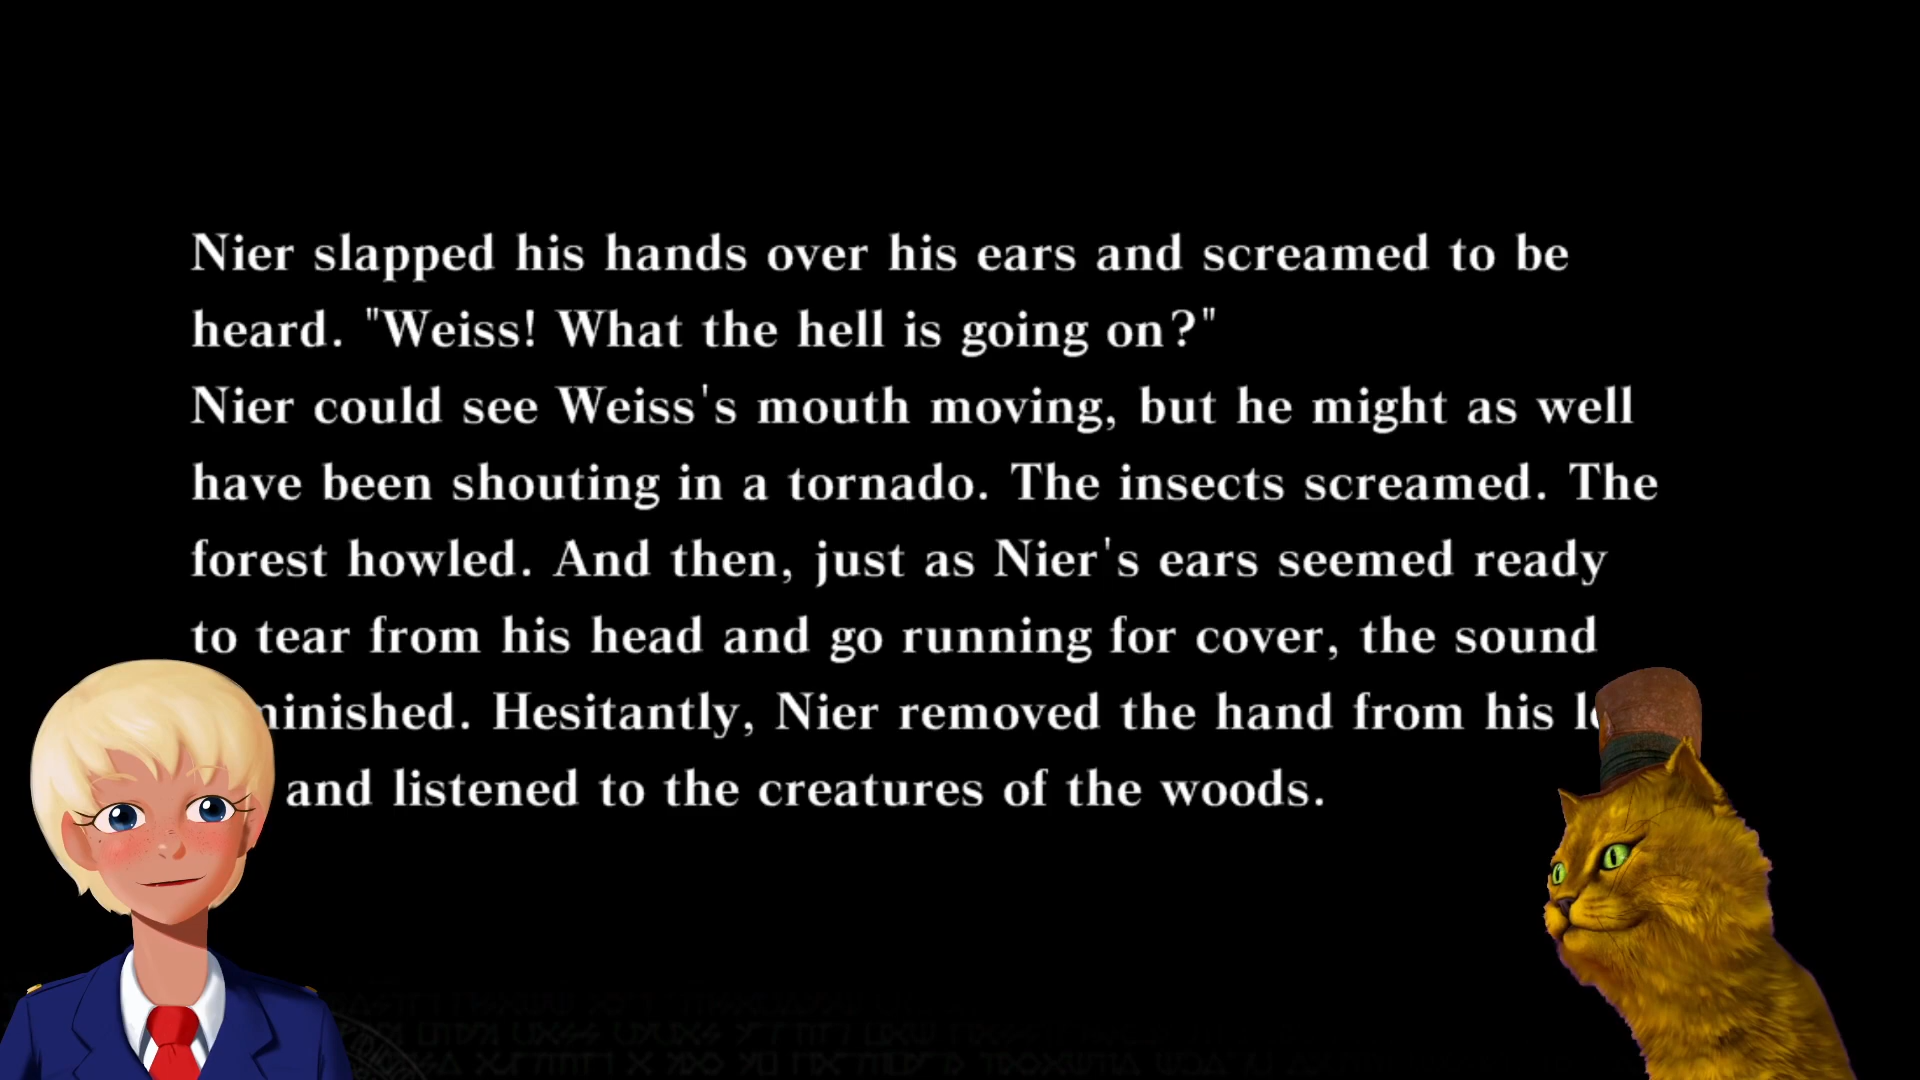 Nier slapped his hands over his ears and screamed to be
heard. "Weiss! What the hell is going on?"
Nier could see Weiss's mouth moving, but he might as well
have been shouting in a tornado. The insects screamed. The
forest howled. And then, just as Nier's ears seemed ready
to tear from his head and go running for cover, the sound
minished. Hesitantly, Nier removed the hand from his
and listened to the creatures of the woods.